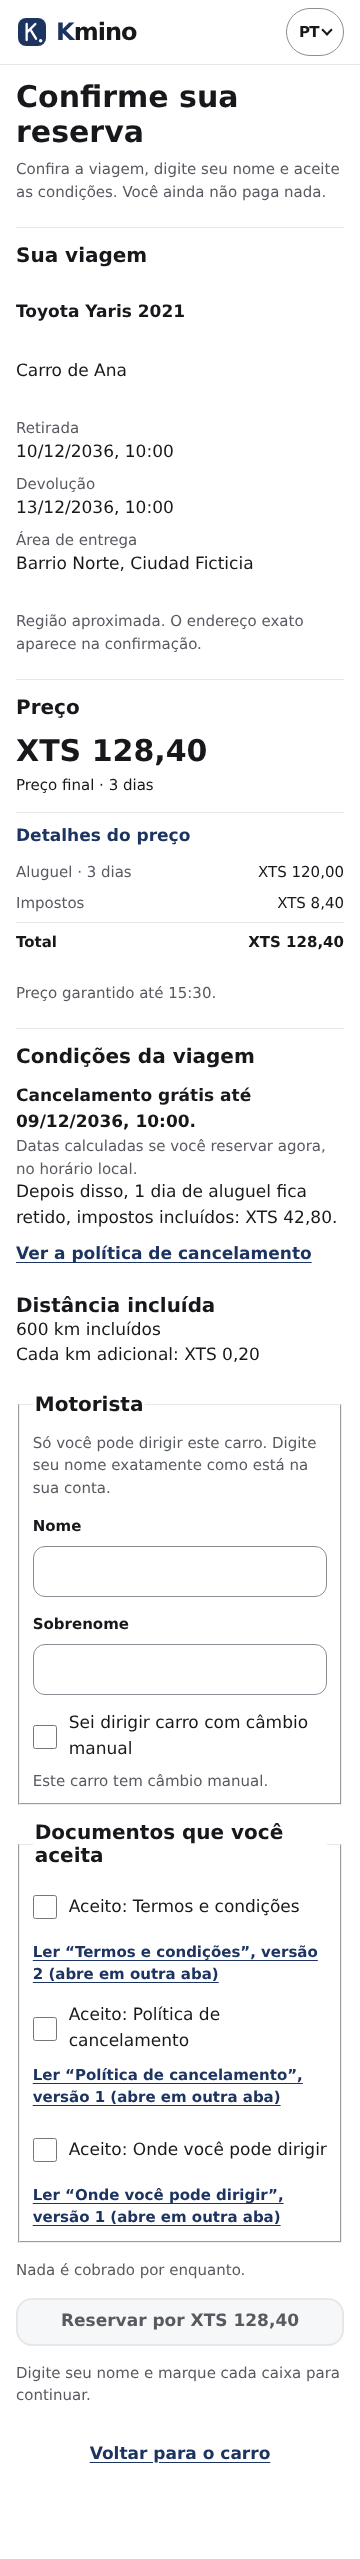 K. Kmino
PT
Confirme sua
reserva
Confira a viagem, digite seu nome e aceite
as condições. Você ainda não paga nada.
Sua viagem
Toyota Yaris 2021
Carro de Ana
Retirada
10/12/2036, 10:00
Devolução
13/12/2036, 10:00
Área de entrega
Barrio Norte, Ciudad Ficticia
Região aproximada. O endereço exato
aparece na confirmação.
Preço
XTS 128,40
Preço final · 3 dias
Detalhes do preço
Aluguel · 3 dias XTS 120,00
Impostos XTS 8,40
Total XTS 128,40
Preço garantido até 15:30.
Condições da viagem
Cancelamento grátis até
09/12/2036, 10:00.
Datas calculadas se você reservar agora,
no horário local.
Depois disso, 1 dia de aluguel fica
retido, impostos incluídos: XTS 42,80.
Ver a política de cancelamento
Distância incluída
600 km incluídos
Cada km adicional: XTS 0,20
Motorista
Só você pode dirigir este carro. Digite
seu nome exatamente como está na
sua conta.
Nome
Sobrenome
Sei dirigir carro com câmbio
manual
Este carro tem câmbio manual.
Documentos que você
aceita
Aceito: Termos e condições
Ler “Termos e condições”, versão
2 (abre em outra aba)
Aceito: Política de
cancelamento
Ler “Política de cancelamento”,
versão 1 (abre em outra aba)
Aceito: Onde você pode dirigir
Ler “Onde você pode dirigir”,
versão 1 (abre em outra aba)
Nada é cobrado por enquanto.
Reservar por XTS 128,40
Digite seu nome e marque cada caixa para
continuar.
Voltar para o carro